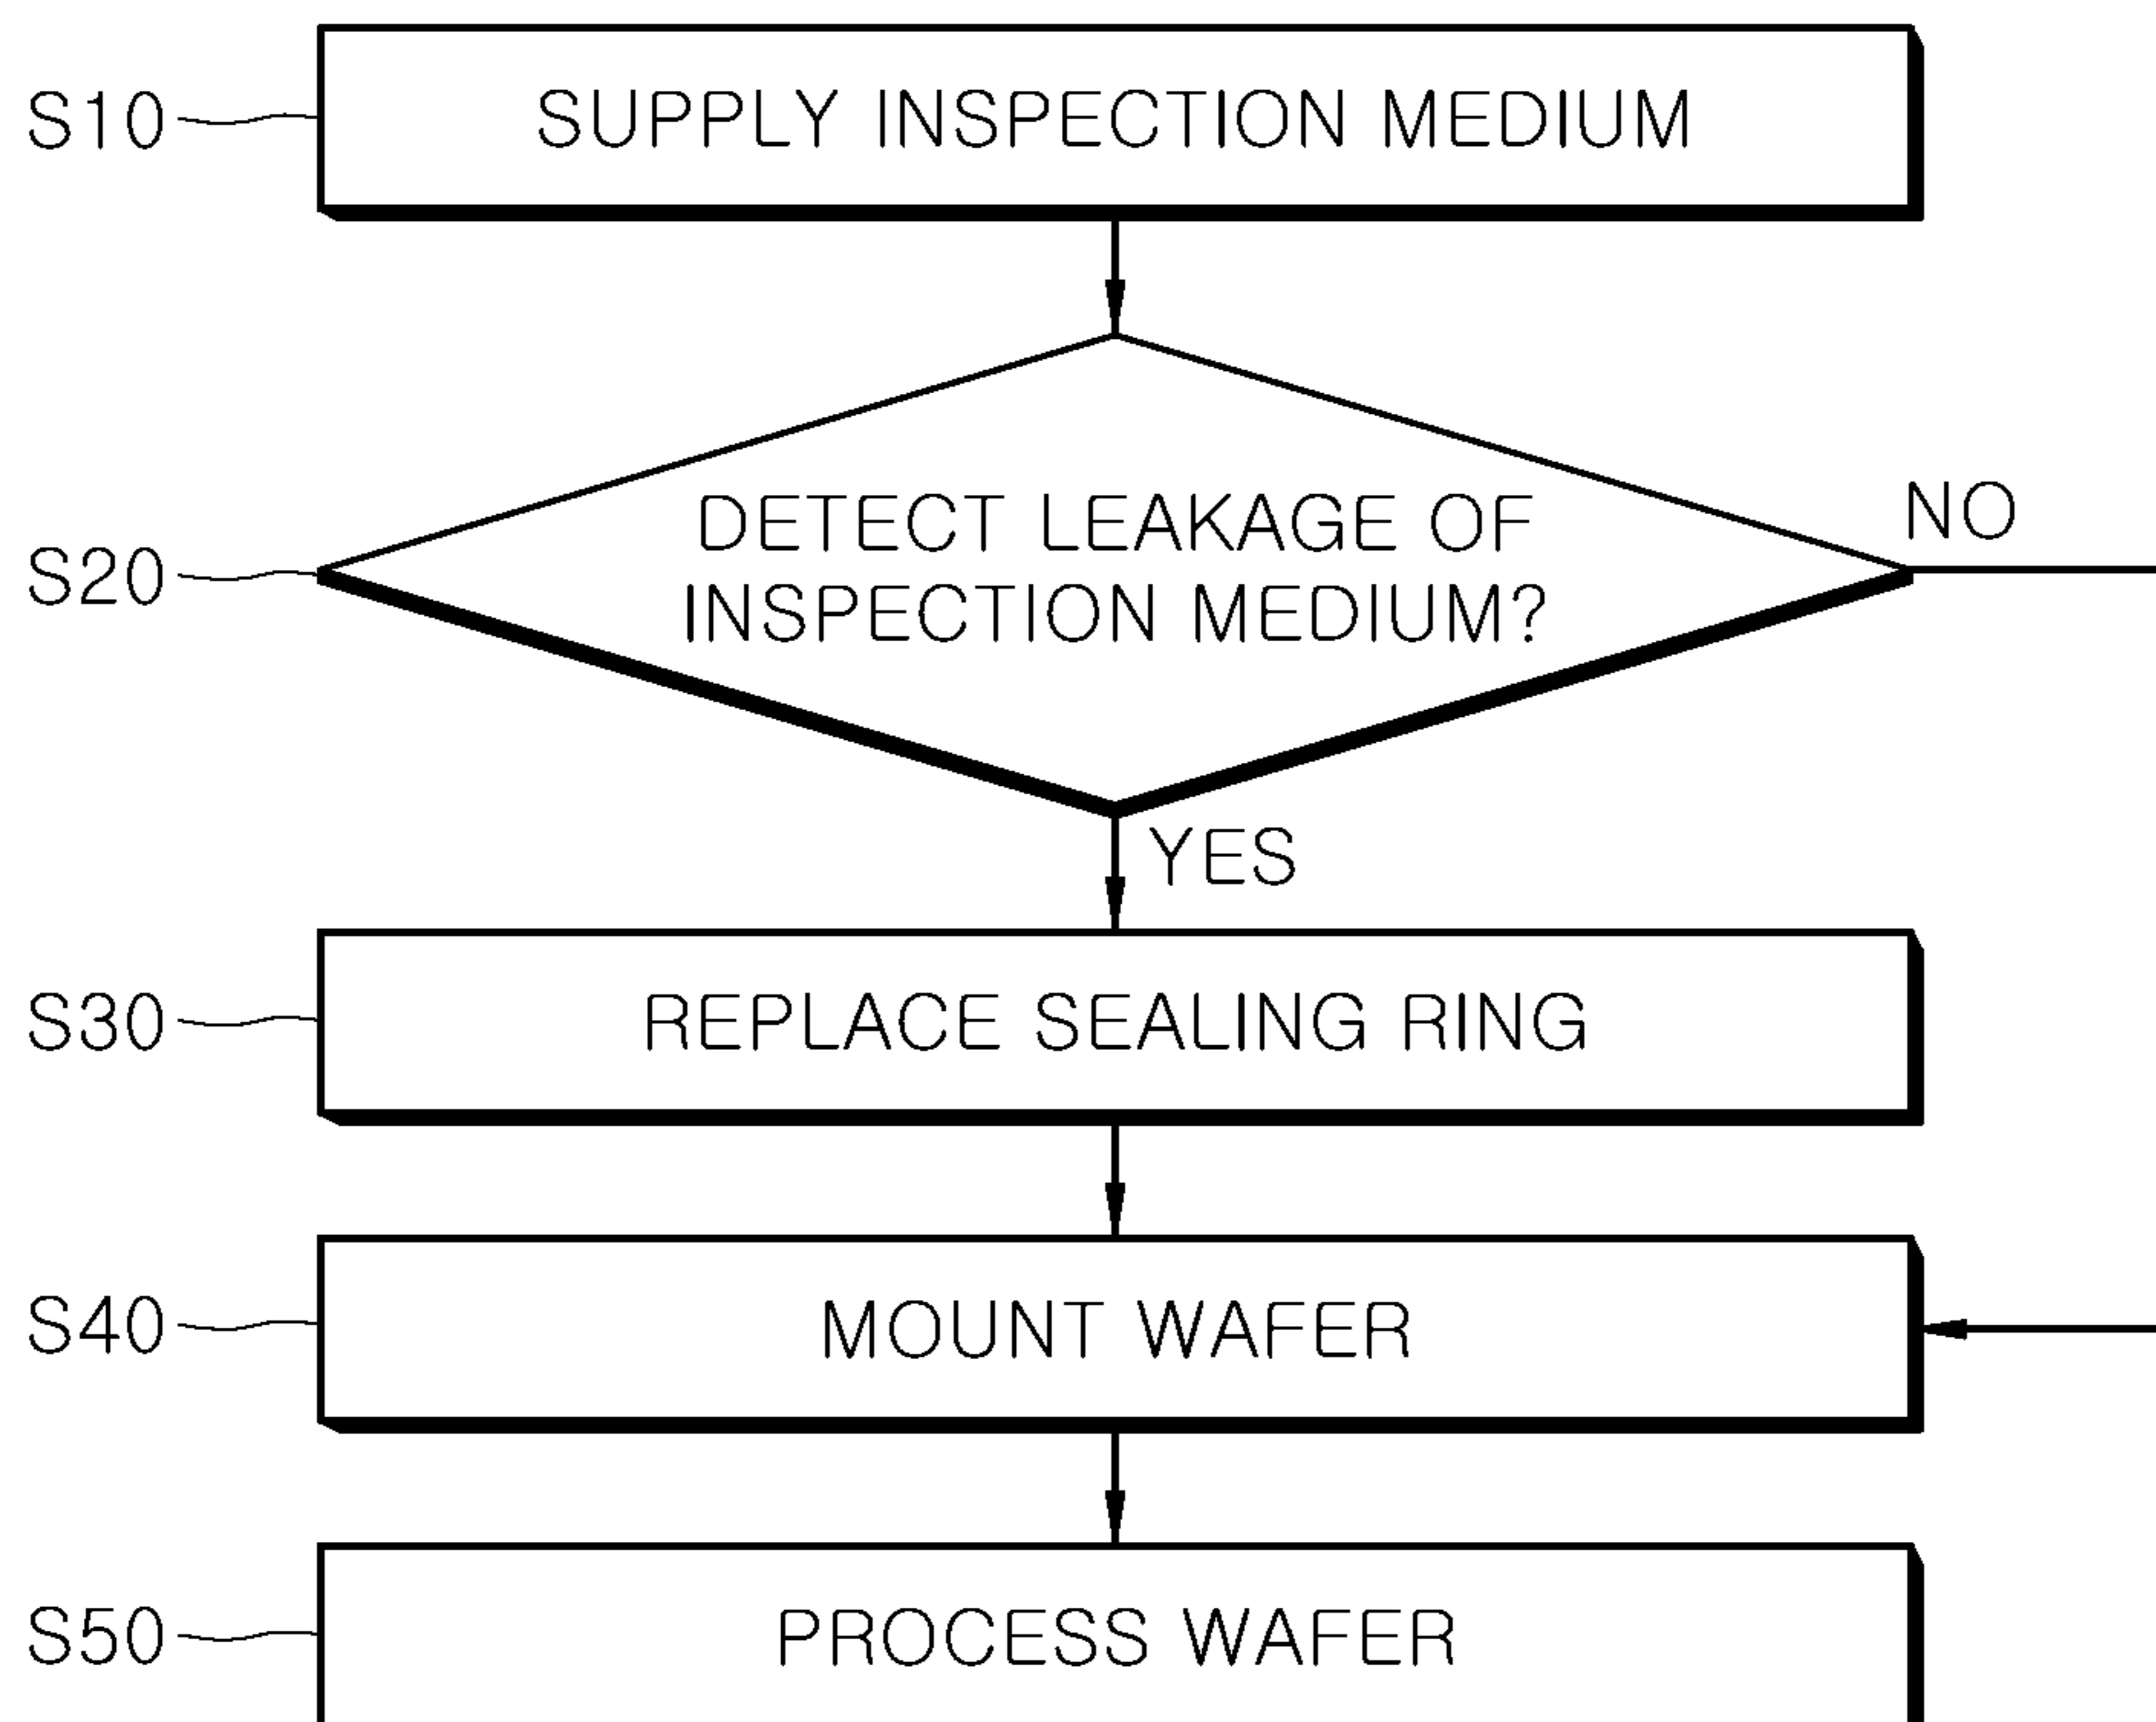 S10
SUPPLY INSPECTION MEDIUM
S20
DETECT LEAKAGE OF
INSPECTION MEDIUM?
NO
YES
S30
REPLACE SEALING RING
S40
MOUNT WAFER
S50
PROCESS WAFER